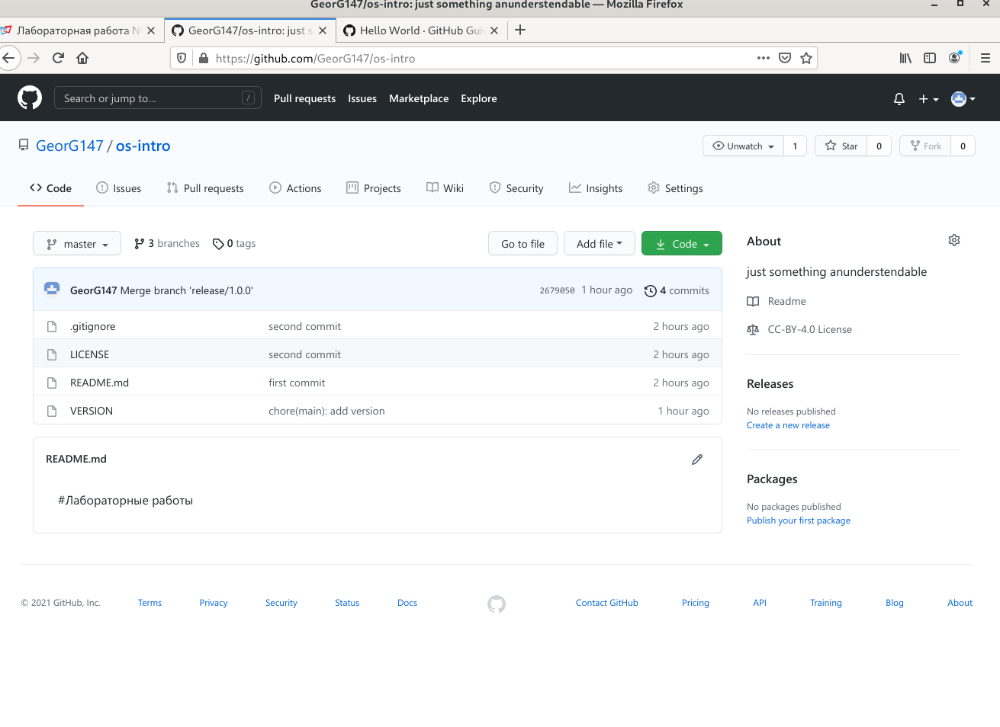 GeorG147/os-intro: just something anunderstendable — Mozilla Firefox
Лабораторная работа № GeorG147/os-intro: just s Hello World · GitHub Gui
https://github.com/GeorG147/os-intro
Search or jump to... / Pull requests Issues Marketplace Explore
GeorG147 / os-intro Unwatch 1 Star 0 Fork 0
Code Issues Pull requests Actions Projects Wiki Security Insights Settings
master 3 branches 0 tags Go to file Add file Code
About
just something anunderstendable
Readme
CC-BY-4.0 License
GeorG147 Merge branch 'release/1.0.0' 2679050 1 hour ago 4 commits
.gitignore second commit 2 hours ago
LICENSE second commit 2 hours ago
README.md first commit 2 hours ago
VERSION chore(main): add version 1 hour ago
Releases
No releases published
Create a new release
Packages
No packages published
Publish your first package
README.md
#Лабораторные работы
© 2021 GitHub, Inc. Terms Privacy Security Status Docs Contact GitHub Pricing API Training Blog About